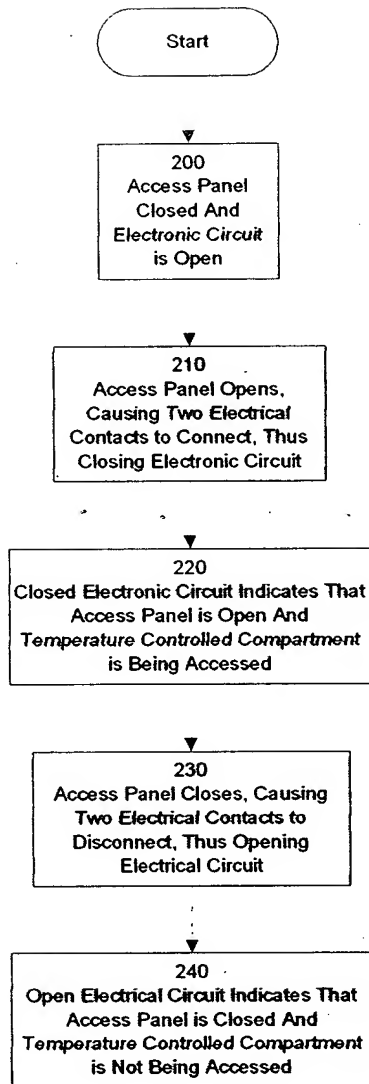 Start
200
Access Panel
Closed And
Electronic Circuit
is Open
210
Access Panel Opens,
Causing Two Electrical
Contacts to Connect, Thus
Closing Electronic Circuit
220
Closed Electronic Circuit Indicates That
Access Panel is Open And
Temperature Controlled Compartment
is Being Accessed
230
Access Panel Closes, Causing
Two Electrical Contacts to
Disconnect, Thus Opening
Electrical Circuit
240
Open Electrical Circuit Indicates That
Access Panel is Closed And
Temperature Controlled Compartment
is Not Being Accessed